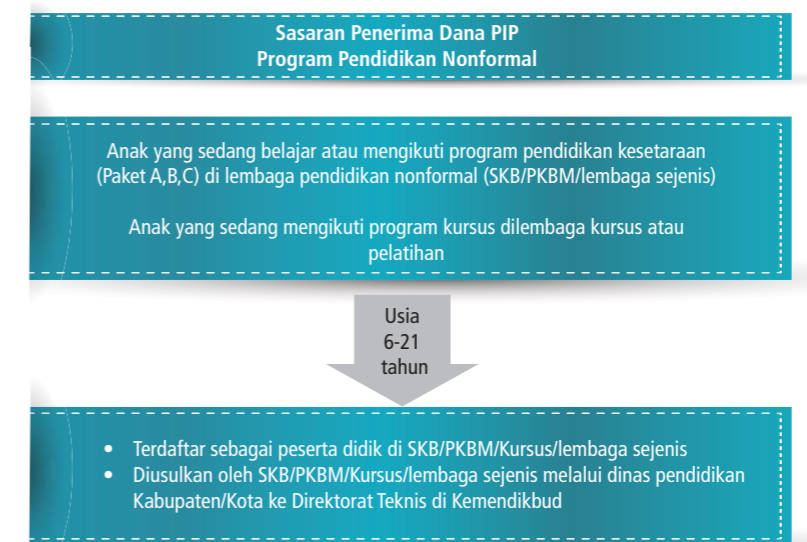 Sasaran Penerima Dana PIP
Program Pendidikan Nonformal
Anak yang sedang belajar atau mengikuti program pendidikan kesetaraan
(Paket A,B,C) di lembaga pendidikan nonformal (SKB/PKBM/lembaga sejenis)
Anak yang sedang mengikuti program kursus dilembaga kursus atau
pelatihan
Usia
6-21
tahun
• Terdaftar sebagai peserta didik di SKB/PKBM/Kursus/lembaga sejenis
• Diusulkan oleh SKB/PKBM/Kursus/lembaga sejenis melalui dinas pendidikan
Kabupaten/Kota ke Direktorat Teknis di Kemendikbud